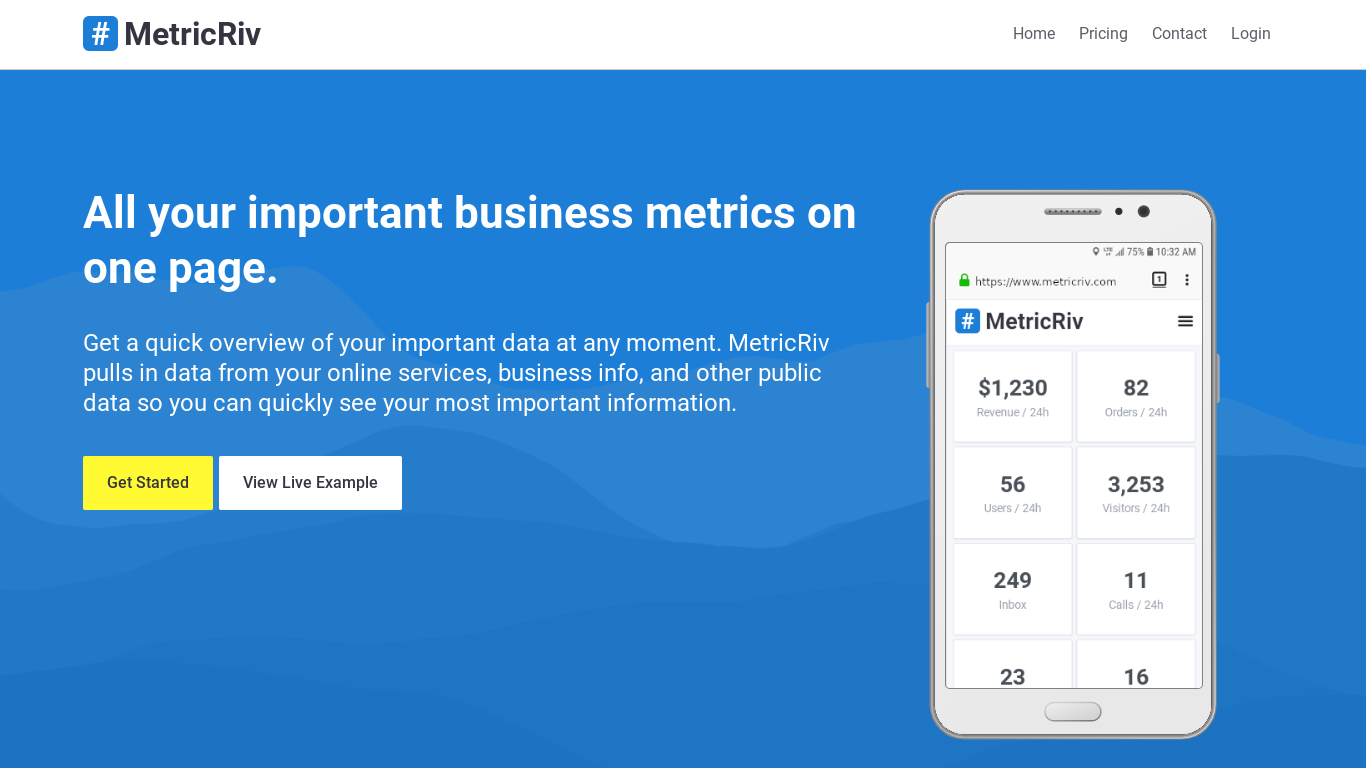 # MetricRiv
Home Pricing Contact Login
All your important business metrics on
one page.
Get a quick overview of your important data at any moment. MetricRiv
pulls in data from your online services, business info, and other public
data so you can quickly see your most important information.
Get Started View Live Example
LTE 75% 10:32 AM
https://www.metricriv.com 1
# MetricRiv
$1,230 82
Revenue / 24h Orders / 24h
56 3,253
Users / 24h Visitors / 24h
249 11
Inbox Calls / 24h
23 16